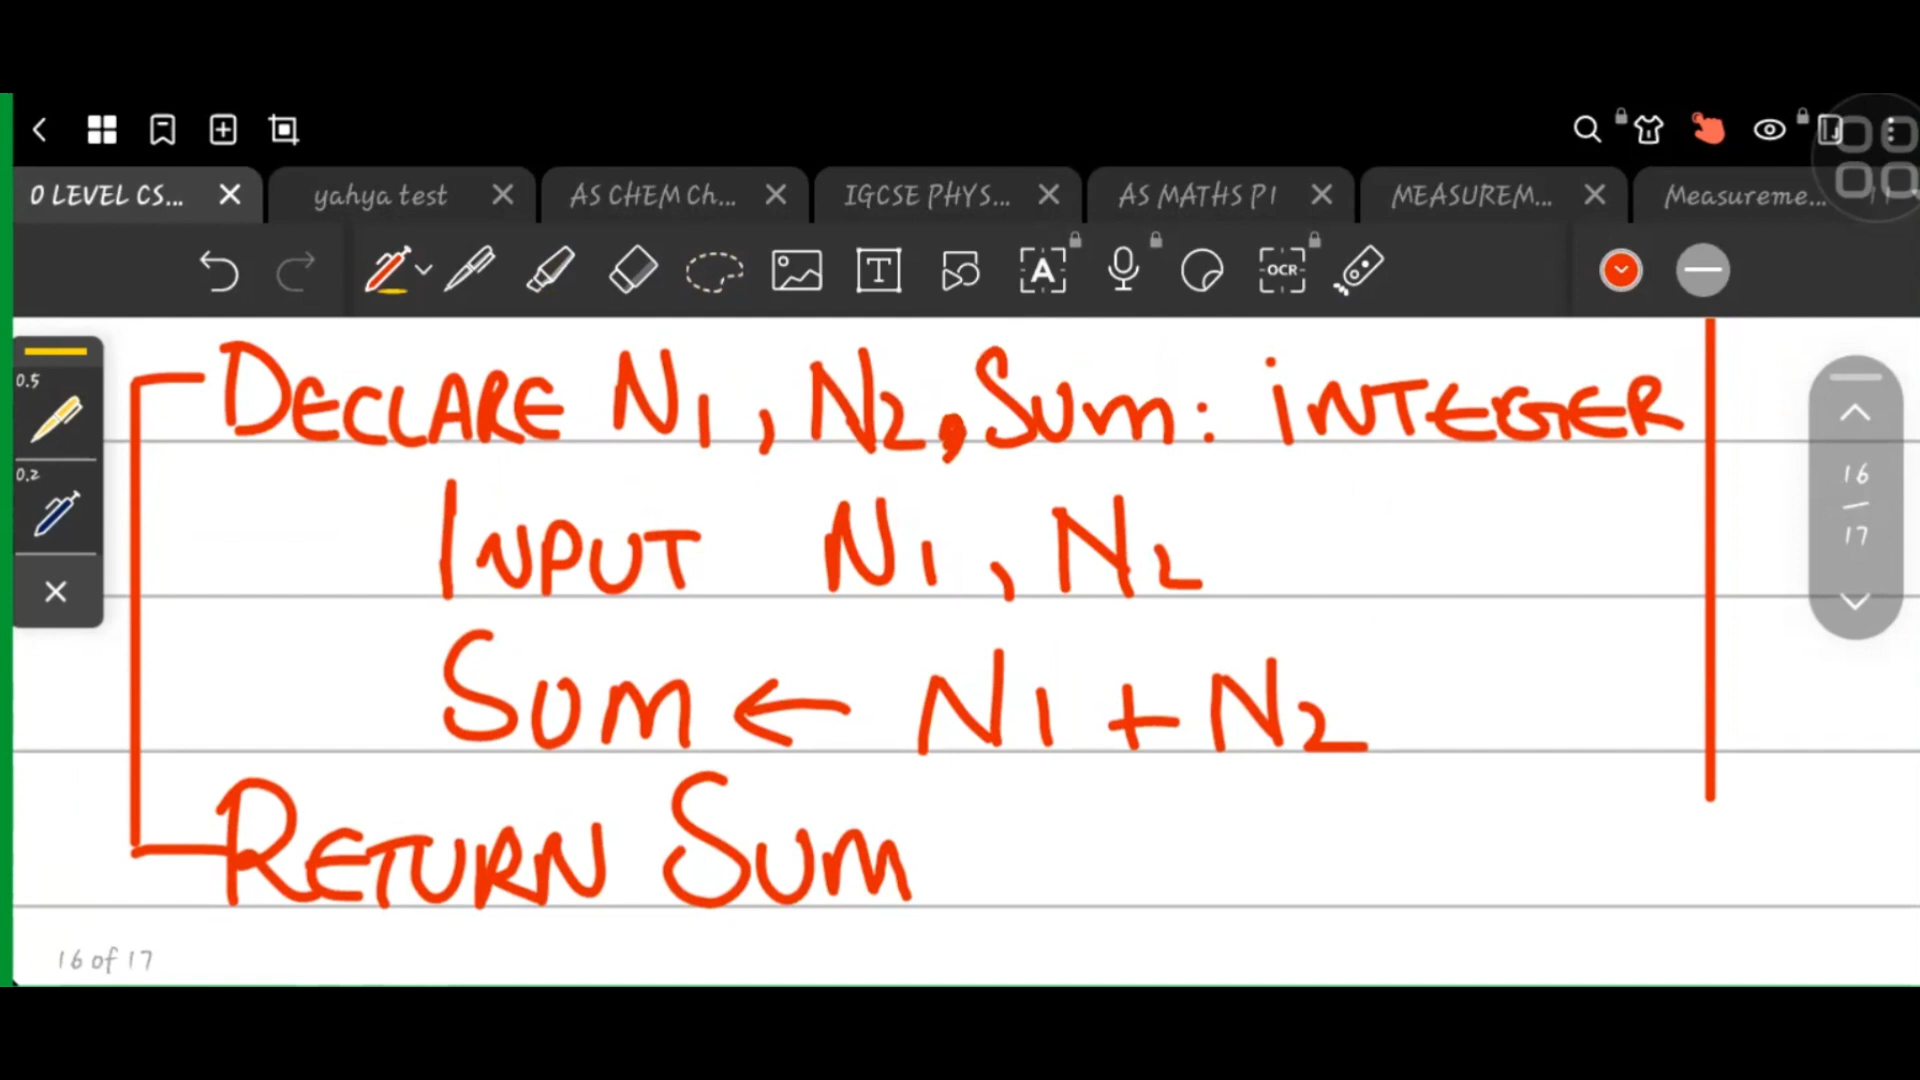 0 LEVEL CS... yahya test AS CHEM Ch... IGCSE PHYS... AS MATHS P1 MEASUREM... Measureme...
T A OCR
0.5
DECLARE N1, N2, Sum: iNTEGER
0.2
INPUT N1, N2
16
17
Sum ← N1 + N2
RETURN Sum
16 of 17